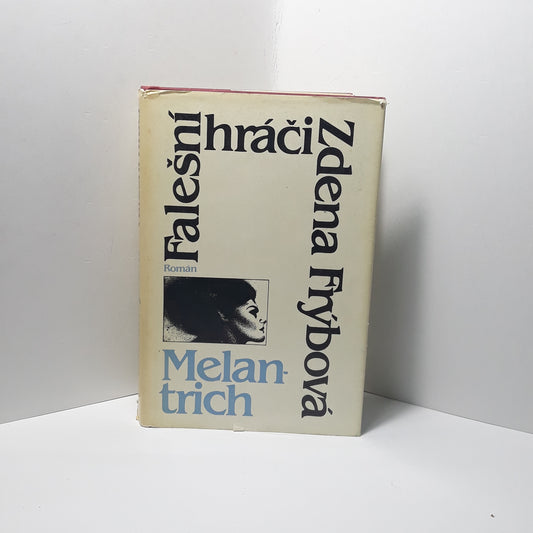 Falešní
hráči
Zdena Frýbová
Román
Melan-
trich